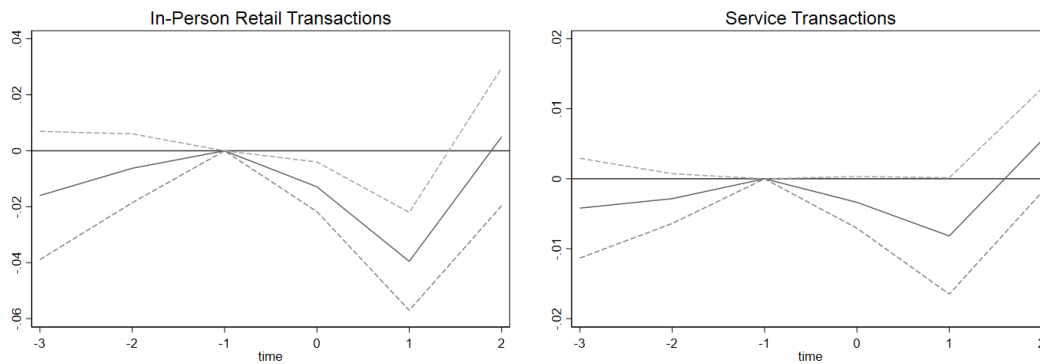 In-Person Retail Transactions
.04
.02
0
-.02
-.04
-.06
-3 -2 -1 0 1 2
time
Service Transactions
.02
.01
0
-.01
-.02
-3 -2 -1 0 1 2
time